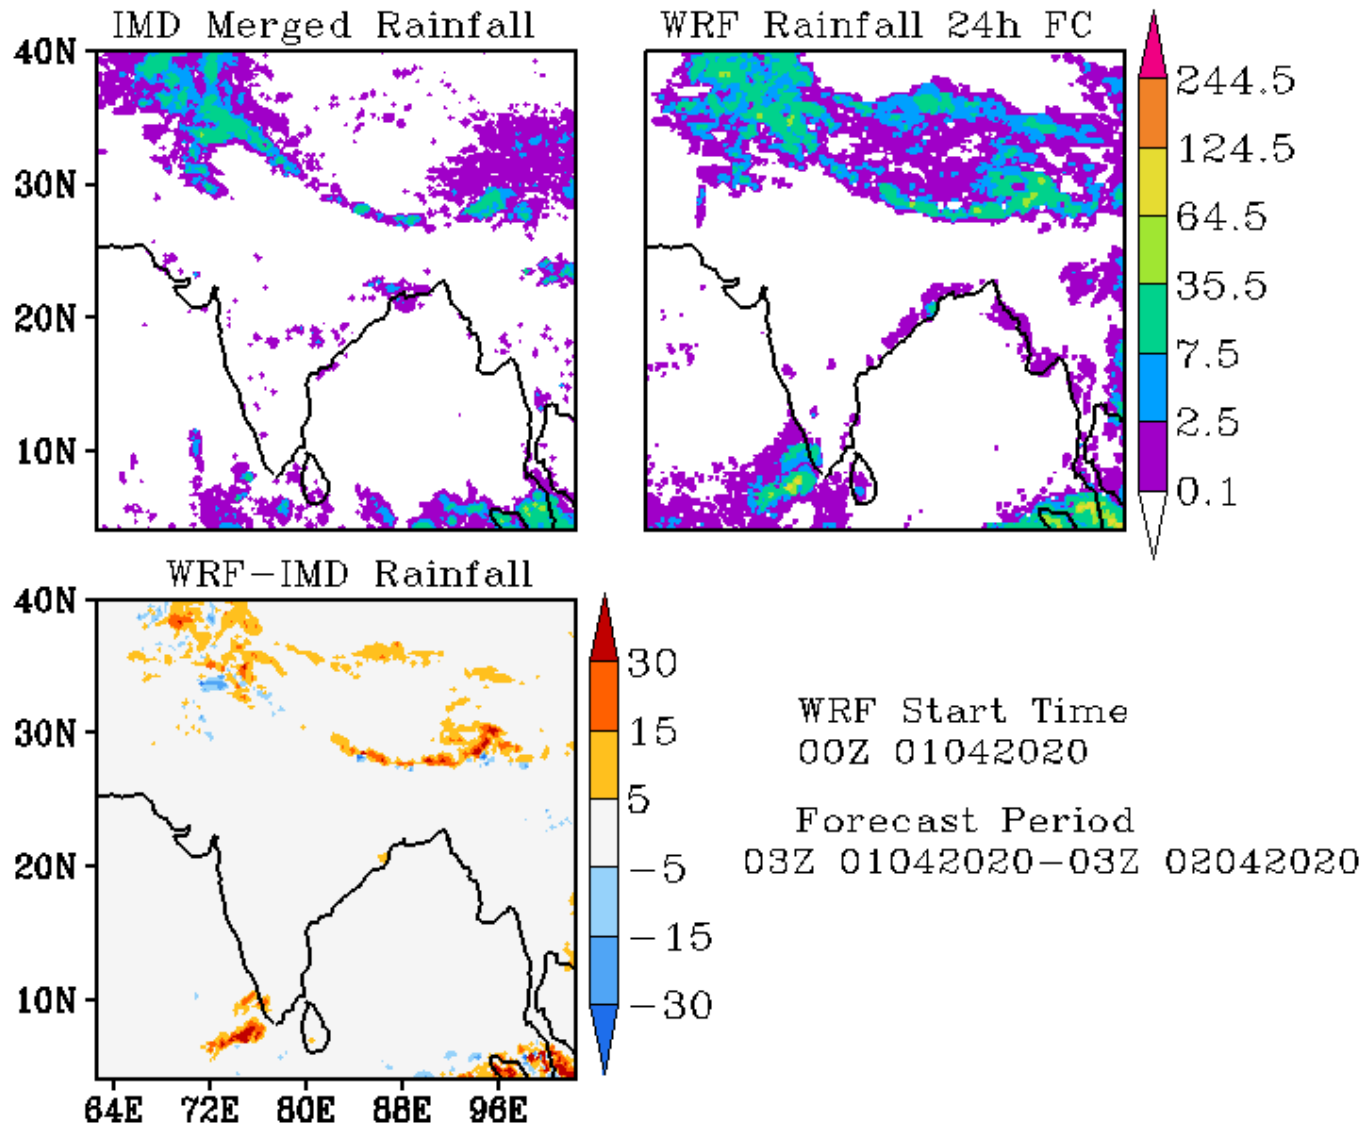 IMD Merged Rainfall
WRF Rainfall 24h FC
40N
30N
20N
10N
244.5
124.5
64.5
35.5
7.5
2.5
0.1
WRF-IMD Rainfall
40N
30N
20N
10N
64E 72E 80E 88E 96E
30
15
5
-5
-15
-30
WRF Start Time
00Z 01042020
Forecast Period
03Z 01042020-03Z 02042020